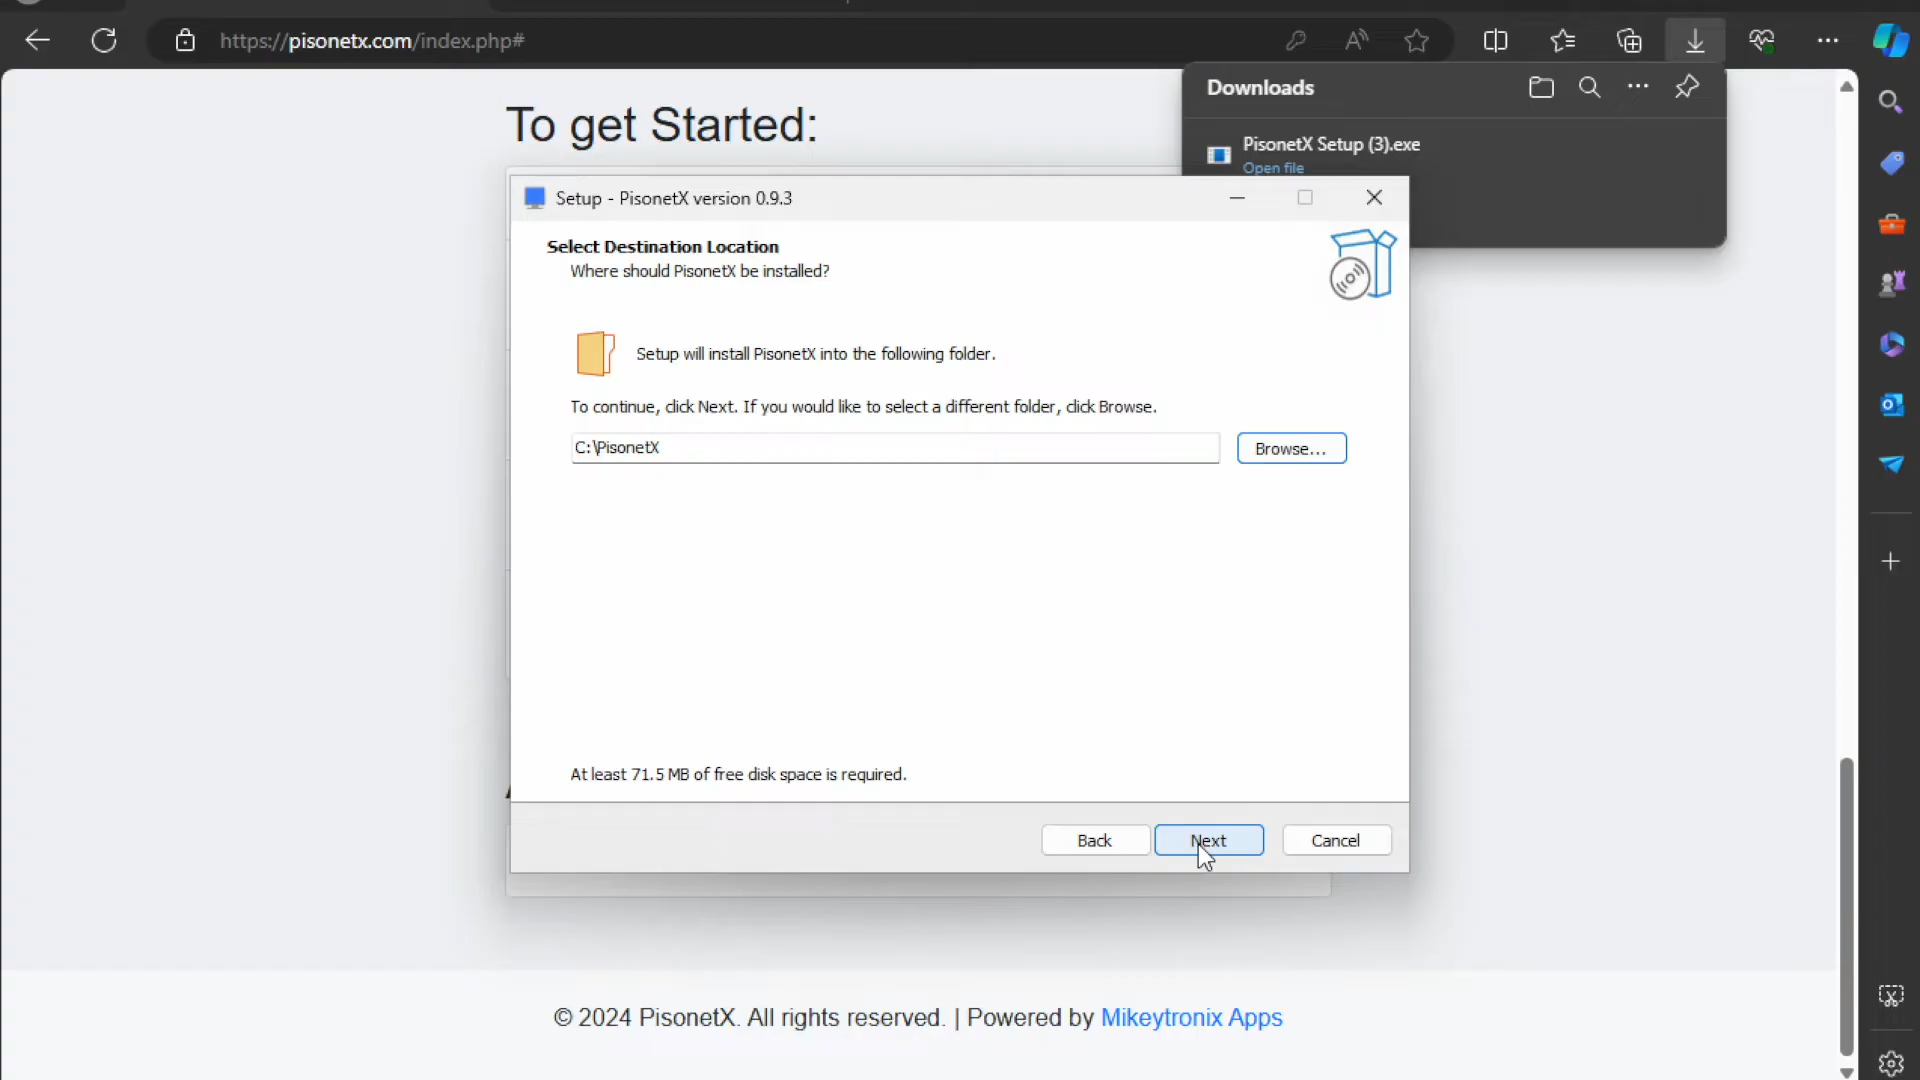 https://pisonetx.com/index.php#
Downloads
PisonetX Setup (3).exe
Open file
To get Started:
Setup - PisonetX version 0.9.3
Select Destination Location
Where should PisonetX be installed?
Setup will install PisonetX into the following folder.
To continue, click Next. If you would like to select a different folder, click Browse.
C:\PisonetX
Browse...
At least 71.5 MB of free disk space is required.
Back
Next
Cancel
© 2024 PisonetX. All rights reserved. | Powered by Mikeytronix Apps